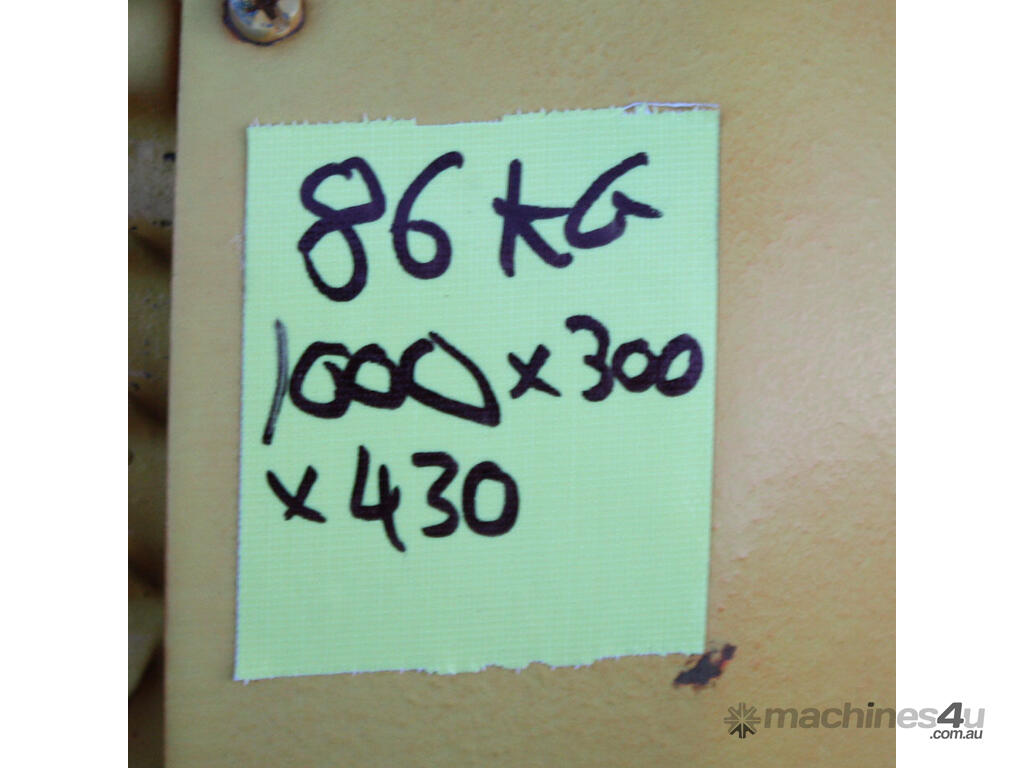 86 KG
1000 x 300
x 430
machines4u
.com.au